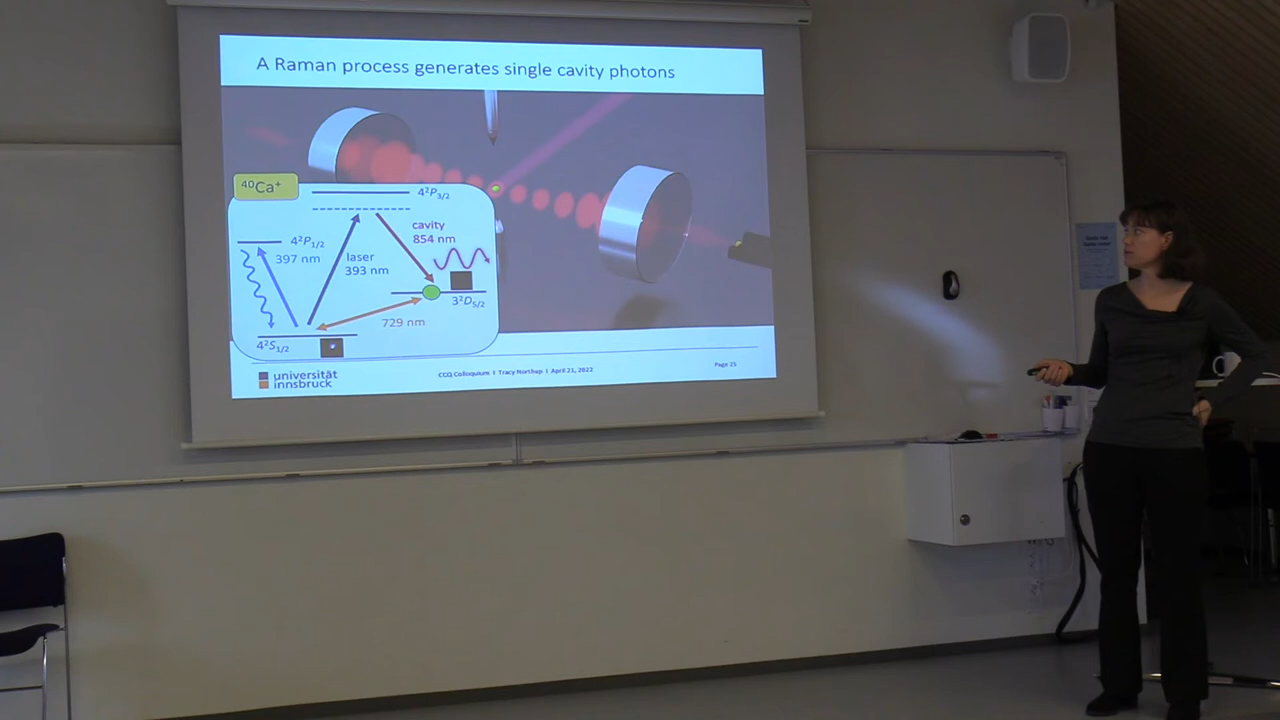 A Raman process generates single cavity photons
⁴⁰Ca⁺
4²P₃/₂
cavity
854 nm
4²P₁/₂
397 nm
laser
393 nm
3²D₅/₂
729 nm
4²S₁/₂
universität
innsbruck
CCQ Colloquium I Tracy Northup I April 21, 2022
Page 25